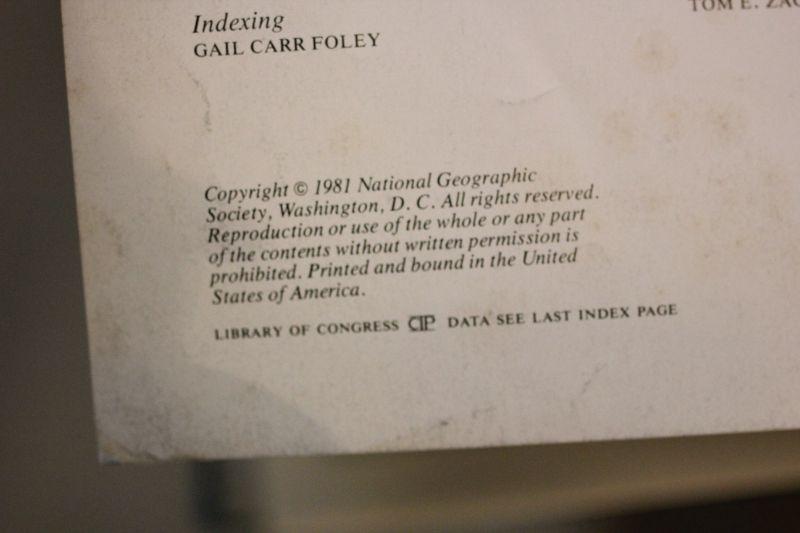 Indexing
GAIL CARR FOLEY
TOM E.
Copyright © 1981 National Geographic
Society, Washington, D. C. All rights reserved.
Reproduction or use of the whole or any part
of the contents without written permission is
prohibited. Printed and bound in the United
States of America.
LIBRARY OF CONGRESS CIP DATA SEE LAST INDEX PAGE